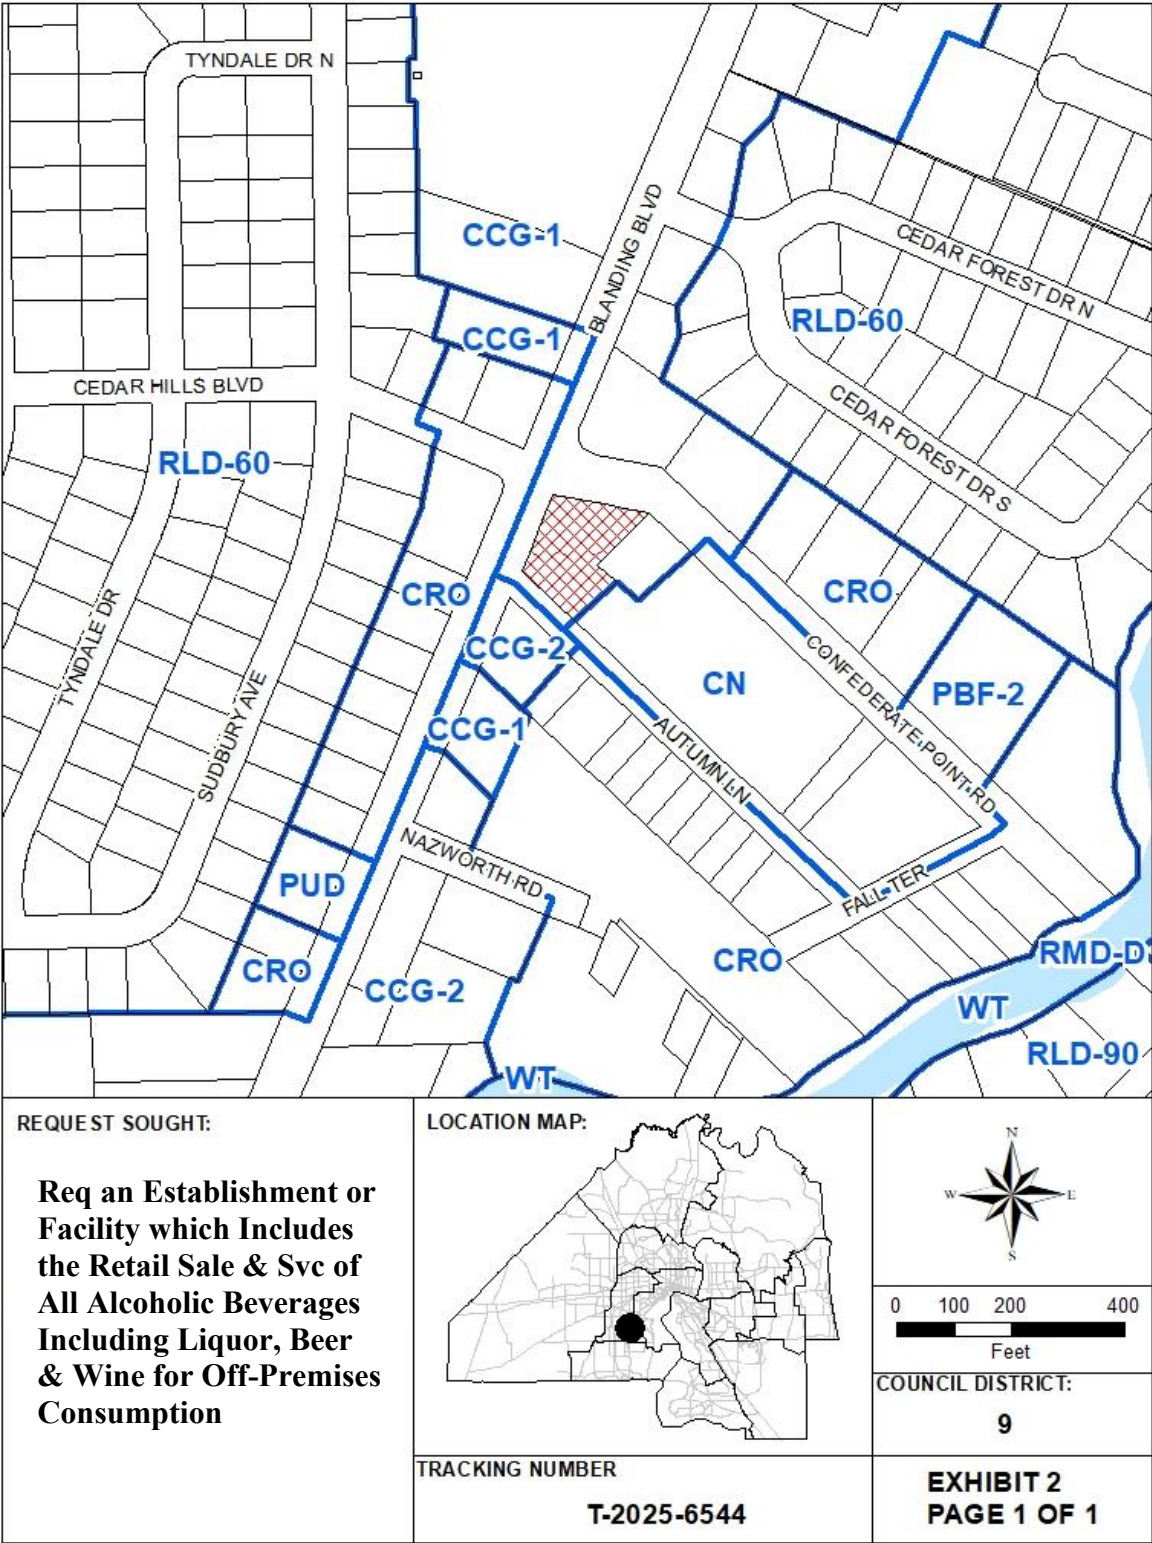 TYNDALE DR N
CCG-1
BLANDING BLVD
CEDAR FOREST DR N
RLD-60
CCG-1
CEDAR HILLS BLVD
CEDAR FOREST DR S
RLD-60
CRO
CRO
TYNDALE DR
CCG-2
CONFEDERATE POINT RD
CN
PBF-2
SUDBURY AVE
CCG-1
AUTUMN LN
NAZWORTH RD
PUD
FALL TER
CRO
CRO
RMD-D
CCG-2
WT
RLD-90
WT
REQUEST SOUGHT:
Req an Establishment or
Facility which Includes
the Retail Sale & Svc of
All Alcoholic Beverages
Including Liquor, Beer
& Wine for Off-Premises
Consumption
LOCATION MAP:
N
W E
S
0 100 200 400
Feet
COUNCIL DISTRICT:
9
TRACKING NUMBER
T-2025-6544
EXHIBIT 2
PAGE 1 OF 1